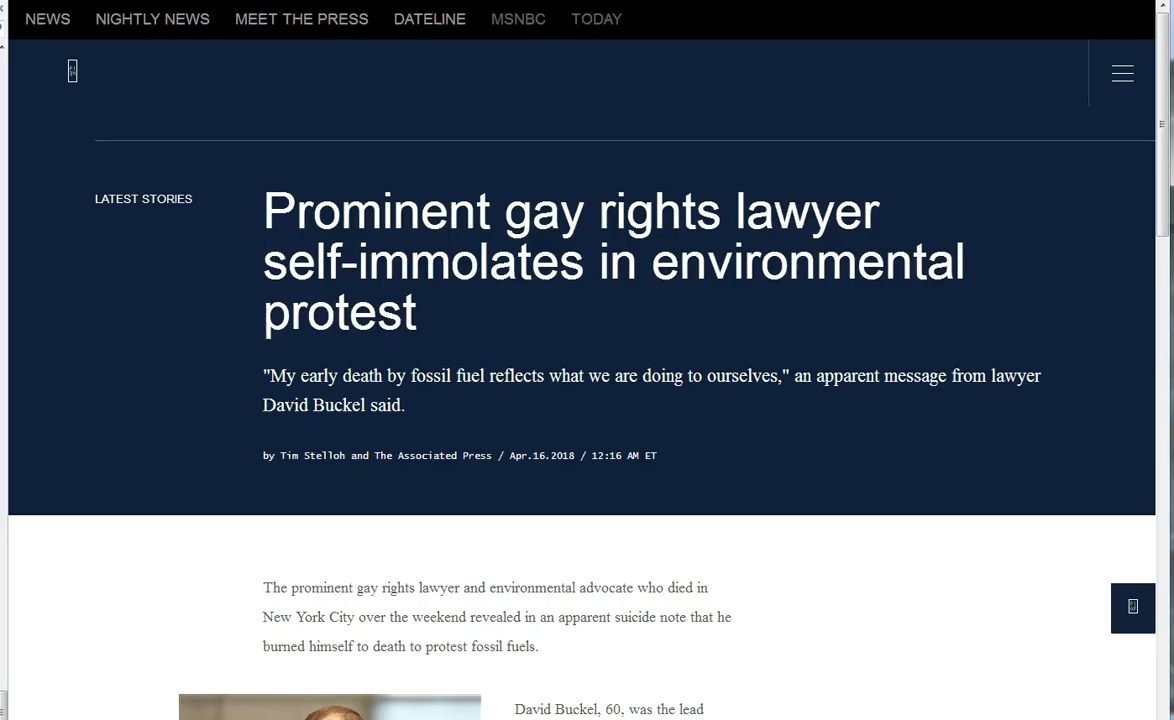 NEWS NIGHTLY NEWS MEET THE PRESS DATELINE MSNBC TODAY
LATEST STORIES
Prominent gay rights lawyer
self-immolates in environmental
protest
"My early death by fossil fuel reflects what we are doing to ourselves," an apparent message from lawyer
David Buckel said.
by Tim Stelloh and The Associated Press / Apr.16.2018 / 12:16 AM ET
The prominent gay rights lawyer and environmental advocate who died in
New York City over the weekend revealed in an apparent suicide note that he
burned himself to death to protest fossil fuels.
David Buckel, 60, was the lead